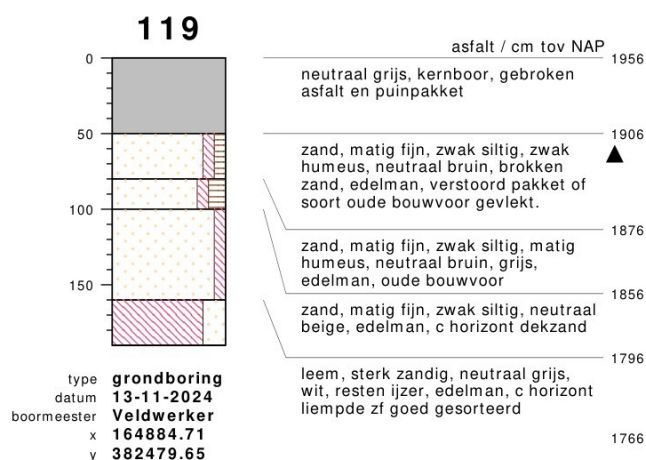 119
asfalt / cm tov NAP
0
1956
neutraal grijs, kernboor, gebroken
asfalt en puinpakket
50
1906
zand, matig fijn, zwak siltig, zwak
humeus, neutraal bruin, brokken
zand, edelman, verstoord pakket of
soort oude bouwvoor gevlekt.
100
1876
zand, matig fijn, zwak siltig, matig
humeus, neutraal bruin, grijs,
edelman, oude bouwvoor
150
1856
zand, matig fijn, zwak siltig, neutraal
beige, edelman, c horizont dekzand
1796
leem, sterk zandig, neutraal grijs,
wit, resten ijzer, edelman, c horizont
liempde zf goed gesorteerd
1766
type grondboring
datum 13-11-2024
boormeester Veldwerker
x 164884.71
y 382479.65